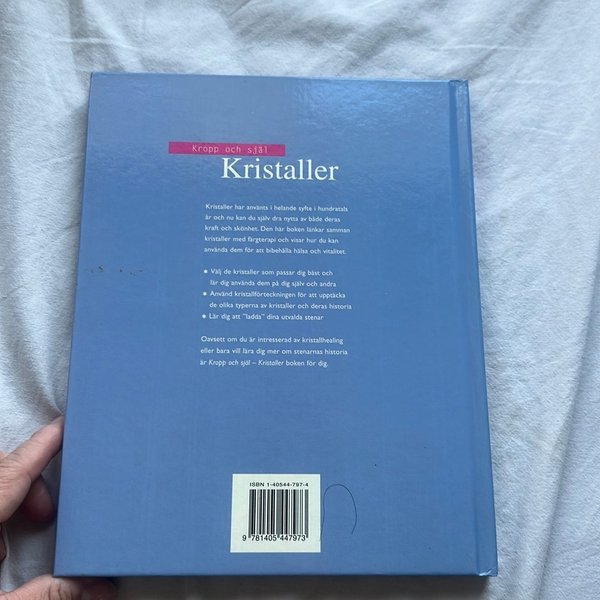 Kropp och själ
Kristaller
Kristaller har använts i helande syfte i hundratals
år och nu kan du själv dra nytta av både deras
kraft och skönhet. Den här boken länkar samman
kristaller med färgterapi och visar hur du kan
använda dem för att bibehålla hälsa och vitalitet.
• Välj de kristaller som passar dig bäst och
lär dig använda dem på dig själv och andra
• Använd kristallförteckningen för att upptäcka
de olika typerna av kristaller och deras historia
• Lär dig att "ladda" dina utvalda stenar
Oavsett om du är intresserad av kristallhealing
eller bara vill lära dig mer om stenarnas historia
är Kropp och själ – Kristaller boken för dig.
ISBN 1-40544-797-4
9 781405 447973